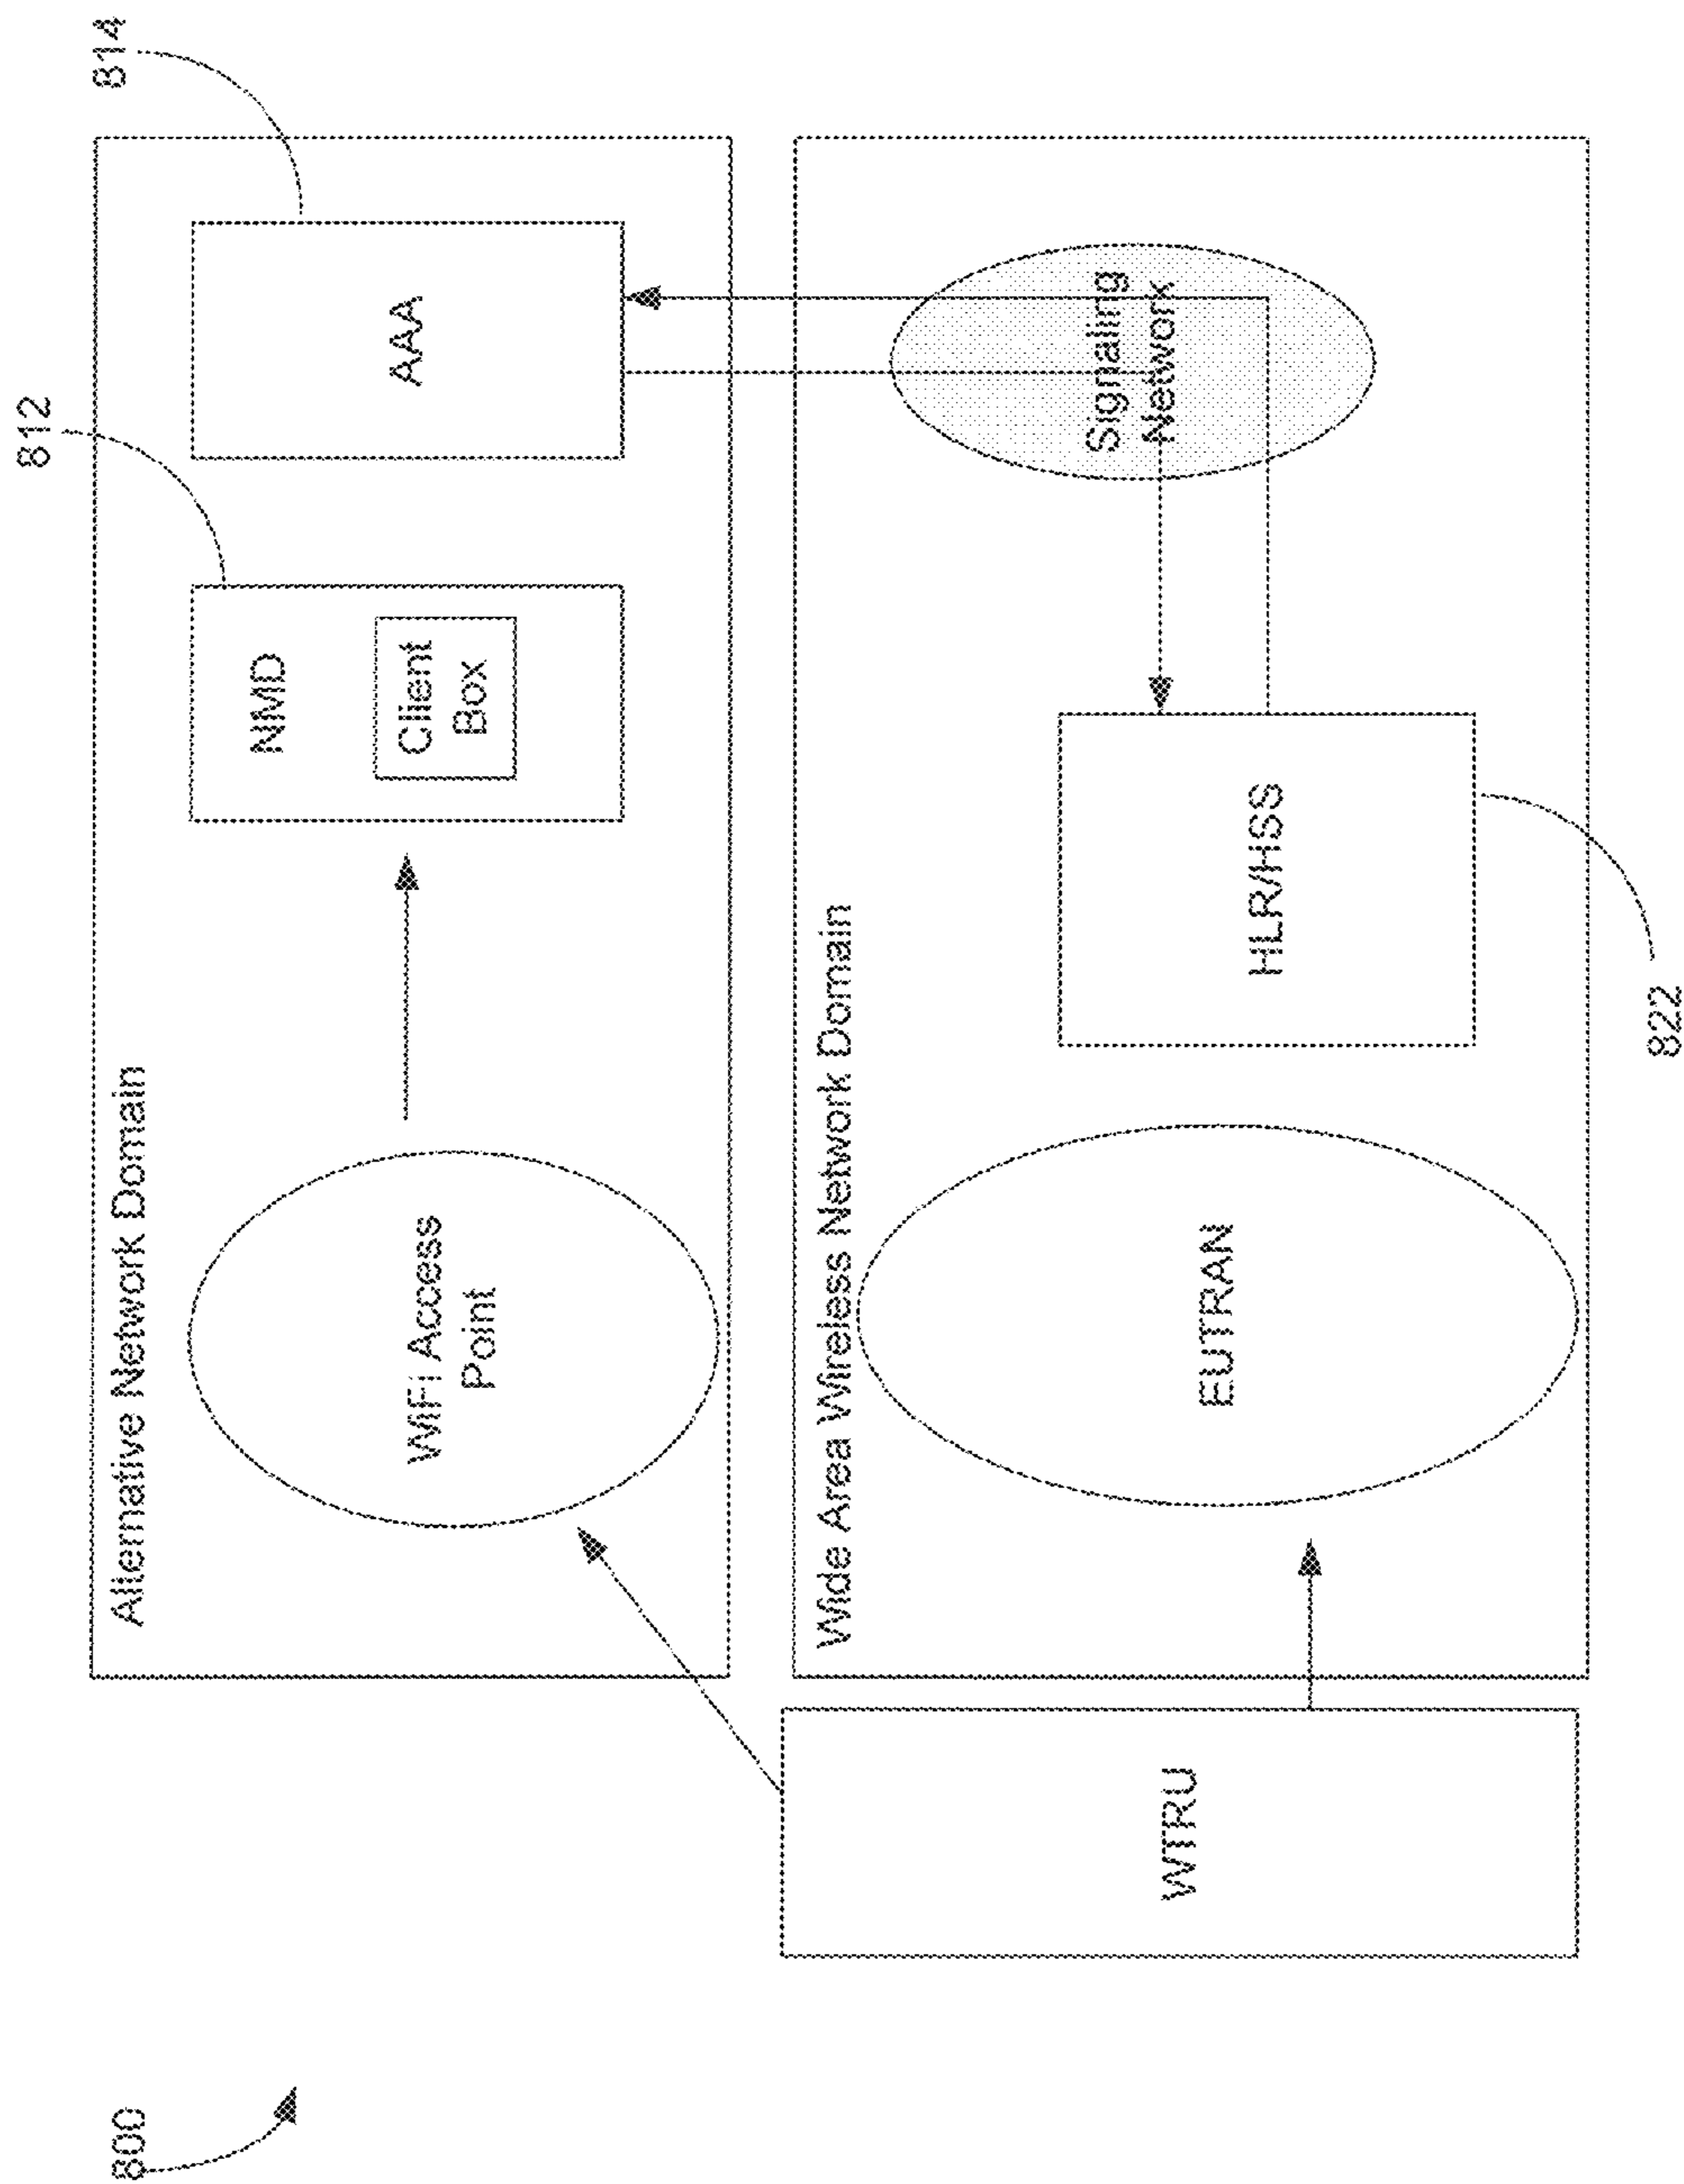 800
812
814
Alternative Network Domain
WiFi Access
Point
NMD
Client
Box
AAA
WTRU
Wide Area Wireless Network Domain
EUTRAN
HLR/HSS
Signaling
Network
822